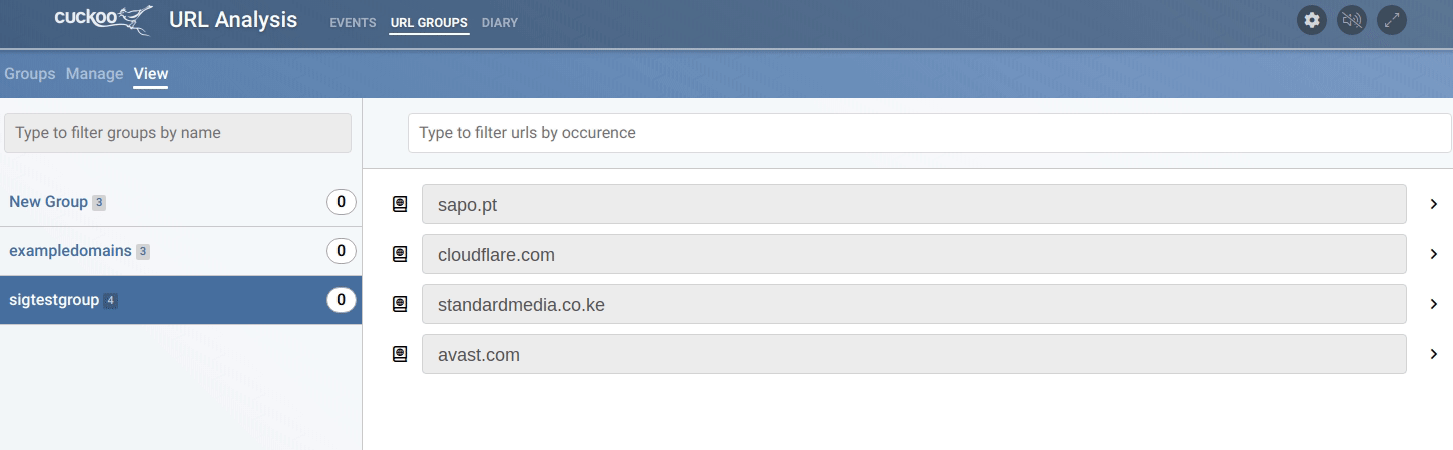 cuckoo URL Analysis EVENTS URL GROUPS DIARY
Groups Manage View
Type to filter groups by name
New Group 3 0
exampledomains 3 0
sigtestgroup 4 0
Type to filter urls by occurence
sapo.pt
cloudflare.com
standardmedia.co.ke
avast.com